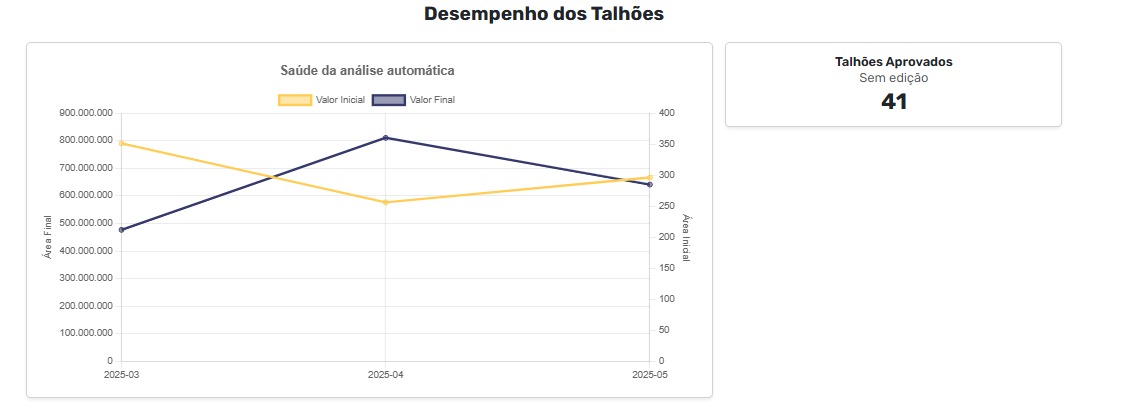 Desempenho dos Talhões
Saúde da análise automática
Valor Inicial
Valor Final
900.000.000
800.000.000
700.000.000
600.000.000
500.000.000
400.000.000
300.000.000
200.000.000
100.000.000
0
Área Final
400
350
300
250
200
150
100
50
0
Área Inicial
2025-03
2025-04
2025-05
Talhões Aprovados
Sem edição
41